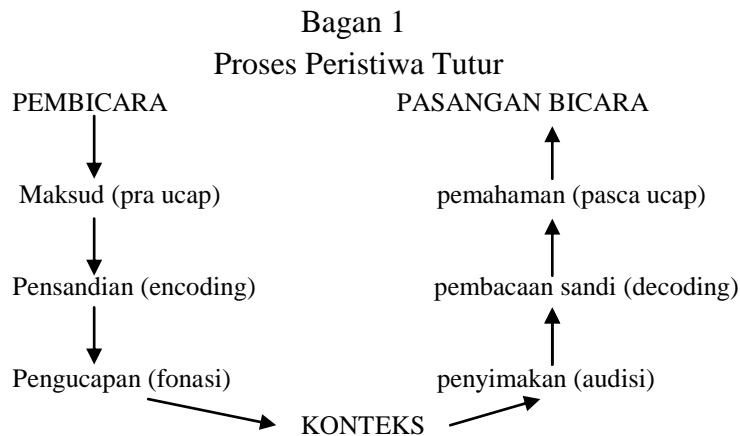 Bagan 1
Proses Peristiwa Tutur
PEMBICARA PASANGAN BICARA
Maksud (pra ucap) pemahaman (pasca ucap)
Pensandian (encoding) pembacaan sandi (decoding)
Pengucapan (fonasi) penyimakan (audisi)
KONTEKS